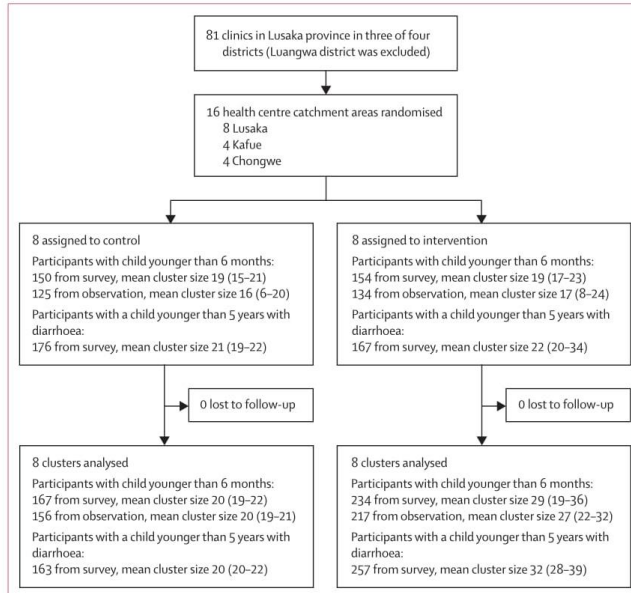 81 clinics in Lusaka province in three of four
districts (Luangwa district was excluded)
16 health centre catchment areas randomised
8 Lusaka
4 Kafue
4 Chongwe
8 assigned to control
Participants with child younger than 6 months:
150 from survey, mean cluster size 19 (15–21)
125 from observation, mean cluster size 16 (6–20)
Participants with a child younger than 5 years with
diarrhoea:
176 from survey, mean cluster size 21 (19–22)
8 assigned to intervention
Participants with child younger than 6 months:
154 from survey, mean cluster size 19 (17–23)
134 from observation, mean cluster size 17 (8–24)
Participants with a child younger than 5 years with
diarrhoea:
167 from survey, mean cluster size 22 (20–34)
0 lost to follow-up
0 lost to follow-up
8 clusters analysed
Participants with child younger than 6 months:
167 from survey, mean cluster size 20 (19–22)
156 from observation, mean cluster size 20 (19–21)
Participants with a child younger than 5 years with
diarrhoea:
163 from survey, mean cluster size 20 (20–22)
8 clusters analysed
Participants with child younger than 6 months:
234 from survey, mean cluster size 29 (19–36)
217 from observation, mean cluster size 27 (22–32)
Participants with a child younger than 5 years with
diarrhoea:
257 from survey, mean cluster size 32 (28–39)